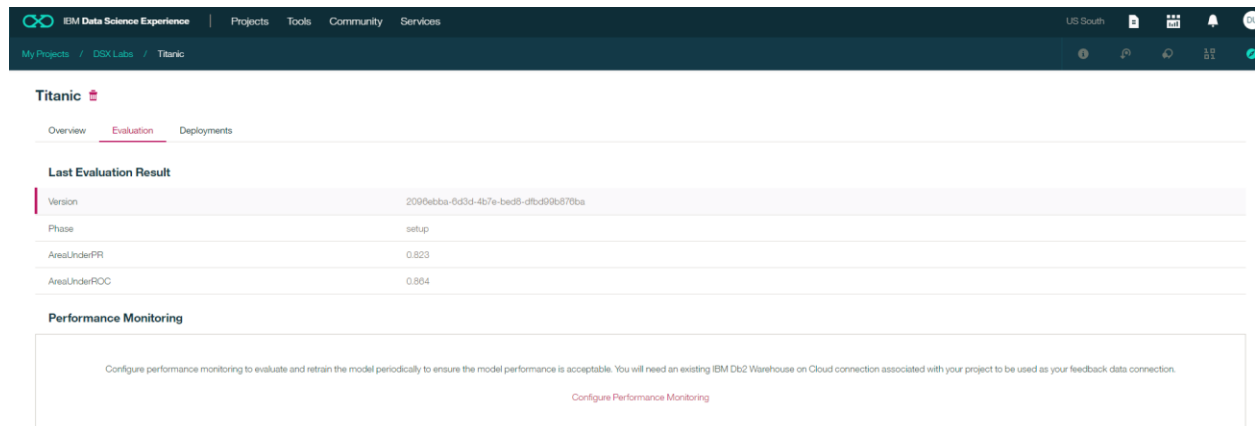 IBM Data Science Experience | Projects Tools Community Services US South DU
My Projects / DSX Labs / Titanic
Titanic
Overview Evaluation Deployments
Last Evaluation Result
Version 2096ebba-6d3d-4b7e-bed8-dfbd99b876ba
Phase setup
AreaUnderPR 0.823
AreaUnderROC 0.864
Performance Monitoring
Configure performance monitoring to evaluate and retrain the model periodically to ensure the model performance is acceptable. You will need an existing IBM Db2 Warehouse on Cloud connection associated with your project to be used as your feedback data connection.
Configure Performance Monitoring